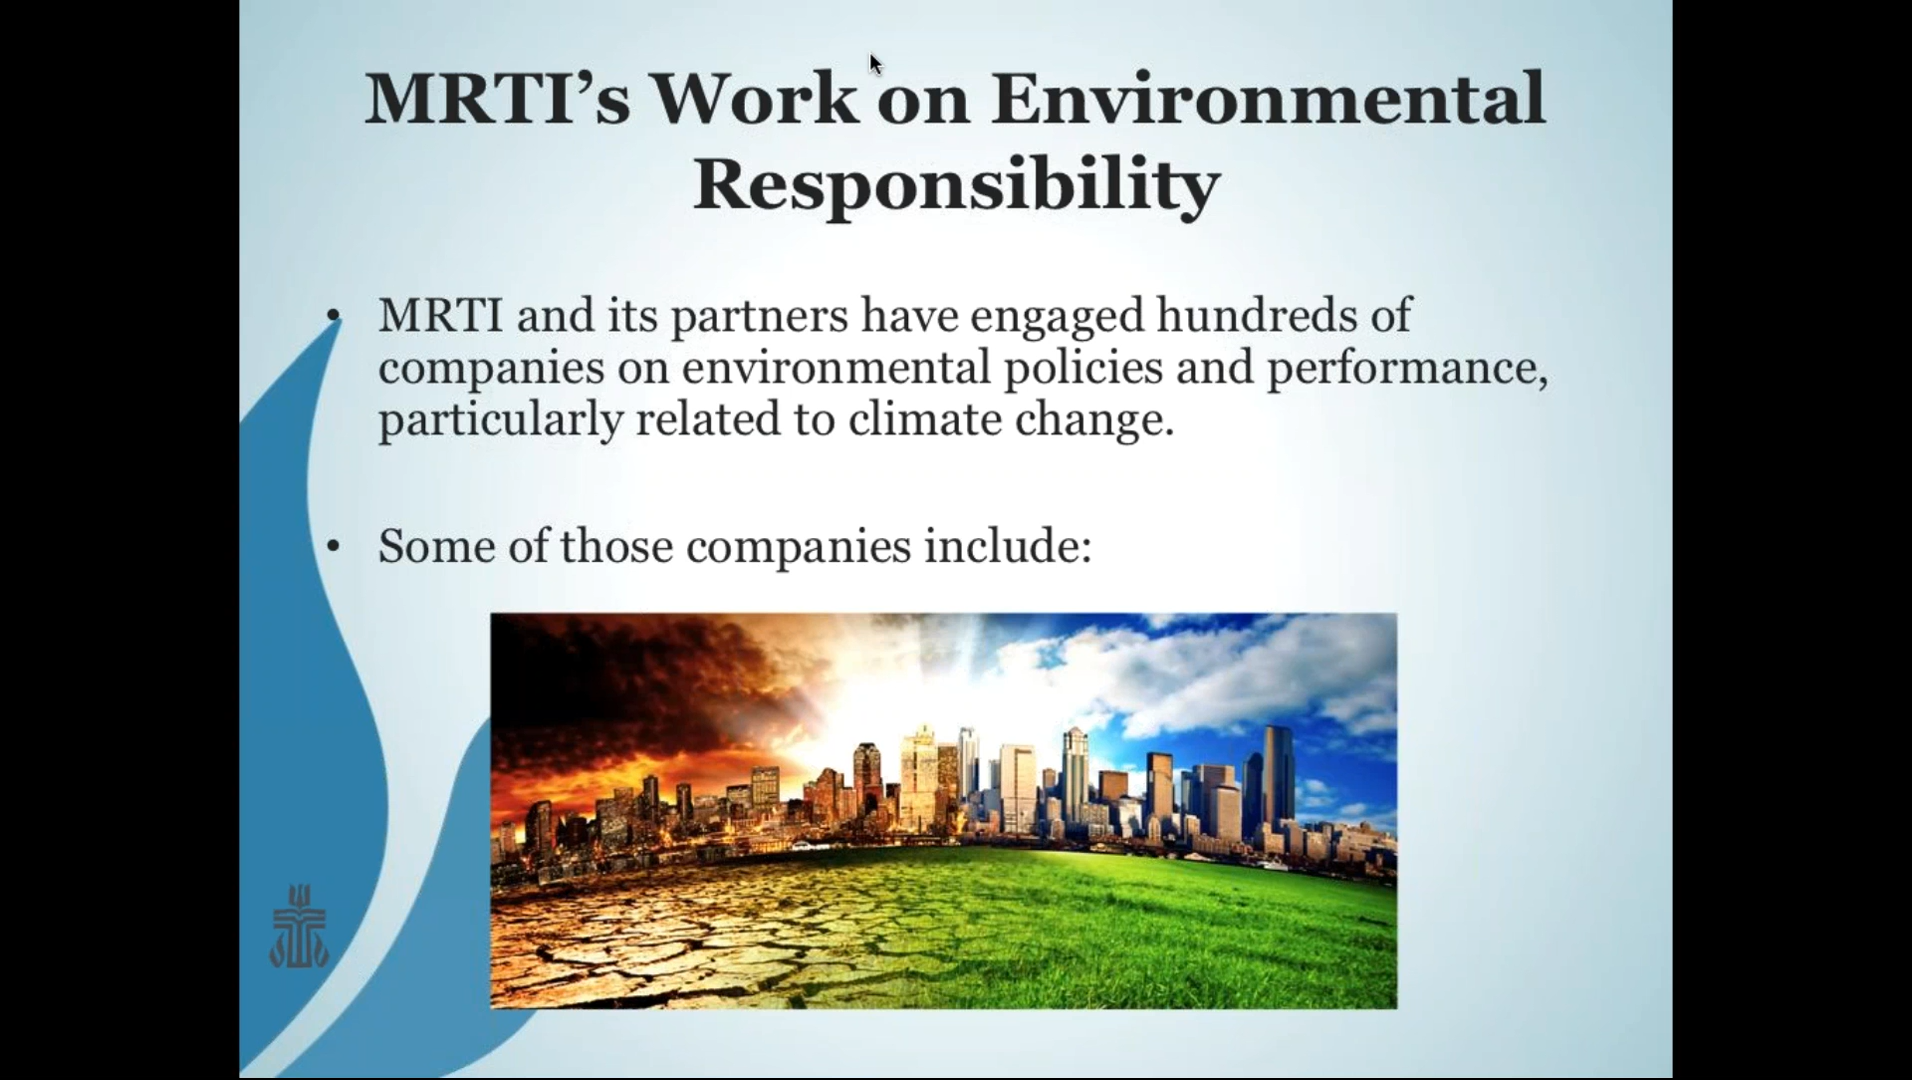 MRTI’s Work on Environmental
Responsibility
• MRTI and its partners have engaged hundreds of
companies on environmental policies and performance,
particularly related to climate change.
• Some of those companies include: